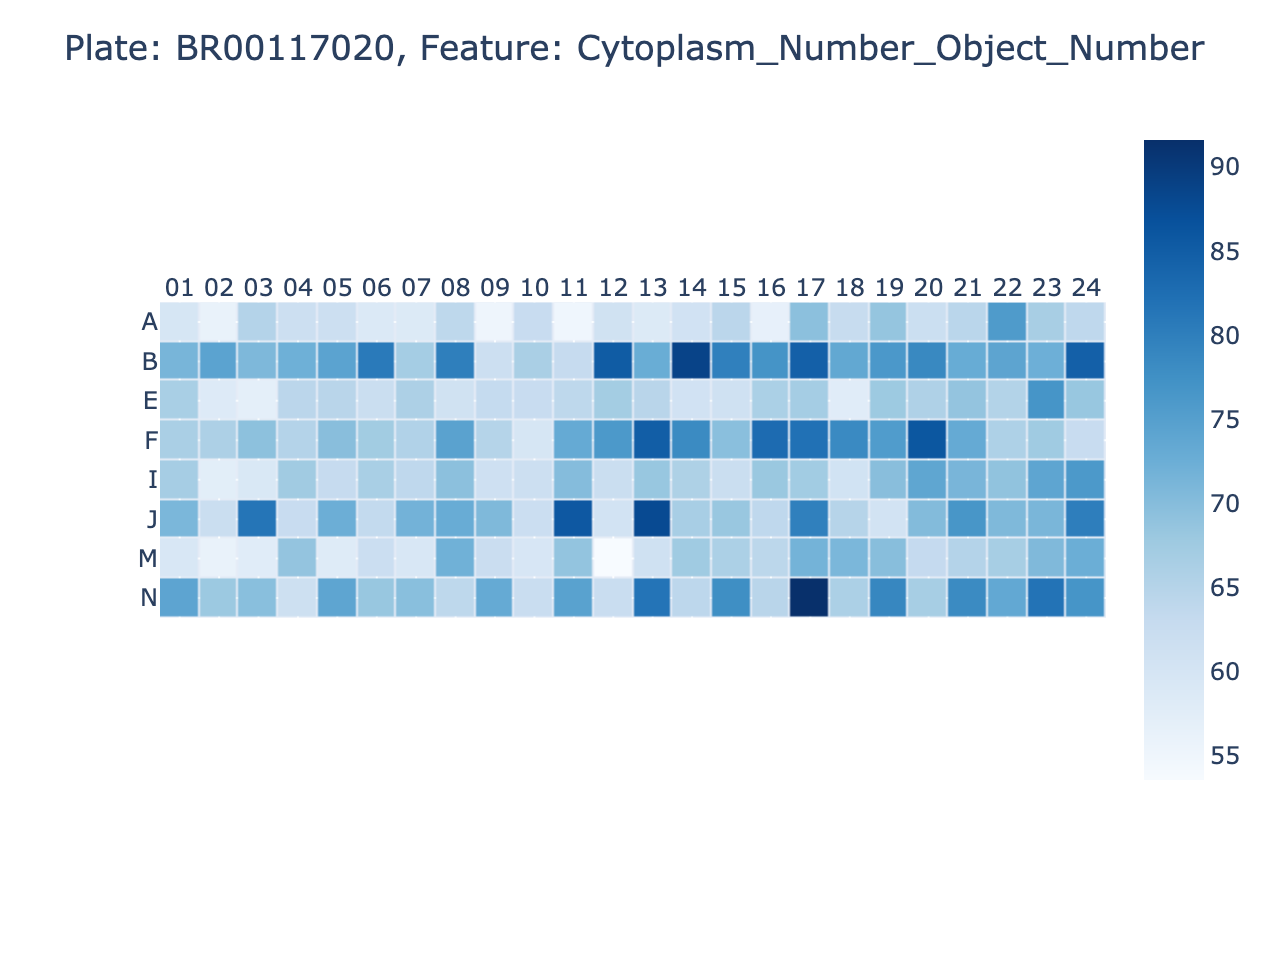 Plate: BR00117020, Feature: Cytoplasm_Number_Object_Number
01 02 03 04 05 06 07 08 09 10 11 12 13 14 15 16 17 18 19 20 21 22 23 24
A
B
E
F
I
J
M
N
90
85
80
75
70
65
60
55